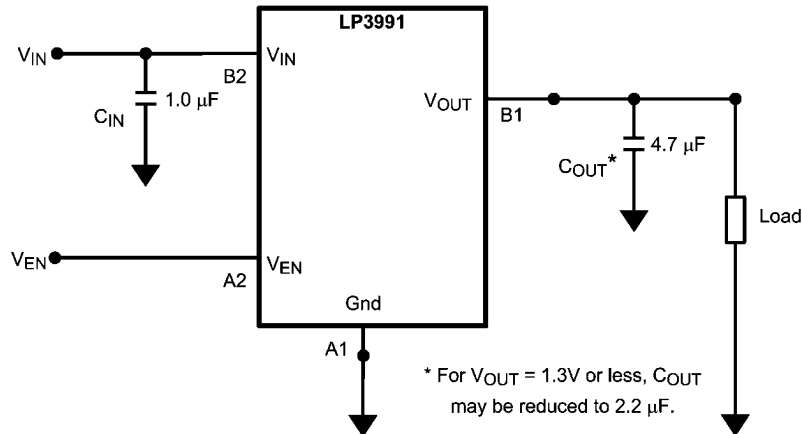 LP3991
VIN
VIN
B2
1.0 μF
CIN
VOUT
B1
4.7 μF
COUT*
Load
VEN
VEN
A2
Gnd
A1
* For VOUT = 1.3V or less, COUT
may be reduced to 2.2 μF.